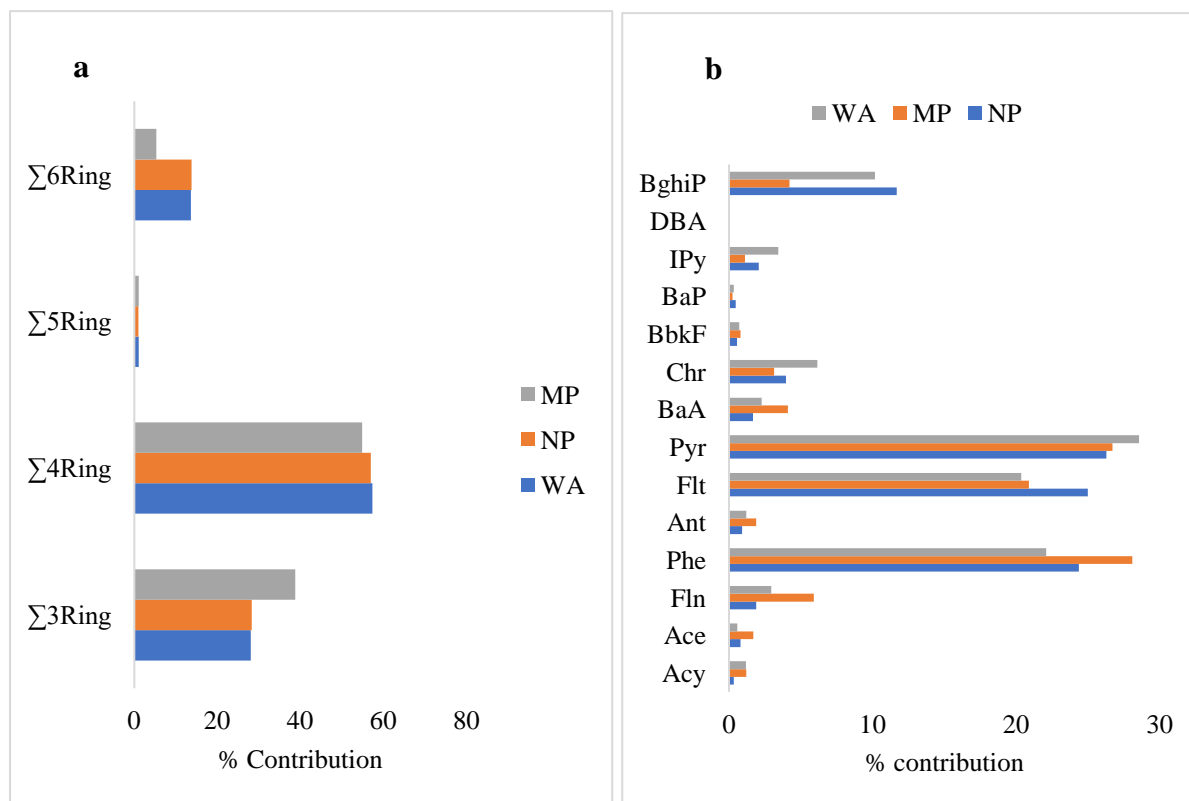 a
∑6Ring
∑5Ring
∑4Ring
∑3Ring
MP
NP
WA
0 20 40 60 80
% Contribution
b
WA MP NP
BghiP
DBA
IPy
BaP
BbkF
Chr
BaA
Pyr
Flt
Ant
Phe
Fln
Ace
Acy
0 10 20 30
% contribution